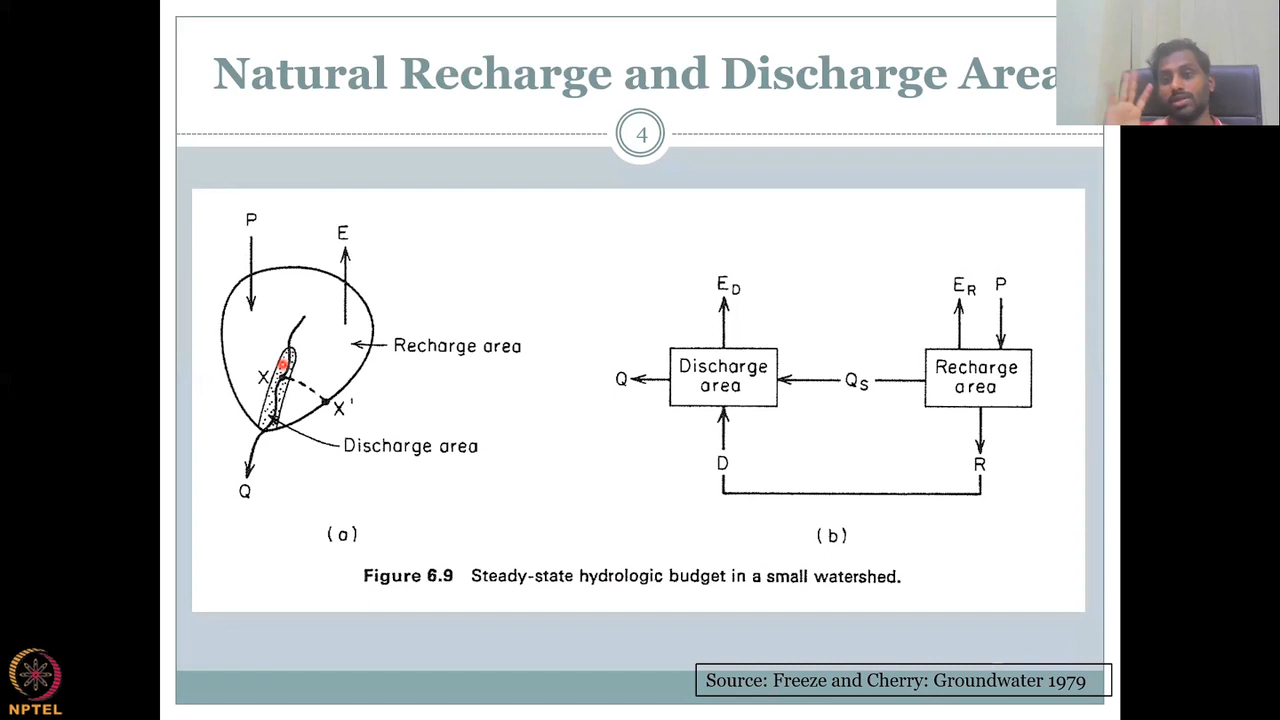 Natural Recharge and Discharge Area
4
P
E
Recharge area
X
X'
Discharge area
Q
(a)
E_D
E_R P
Q Discharge area Q_S Recharge area
D
R
(b)
Figure 6.9 Steady-state hydrologic budget in a small watershed.
Source: Freeze and Cherry: Groundwater 1979
NPTEL